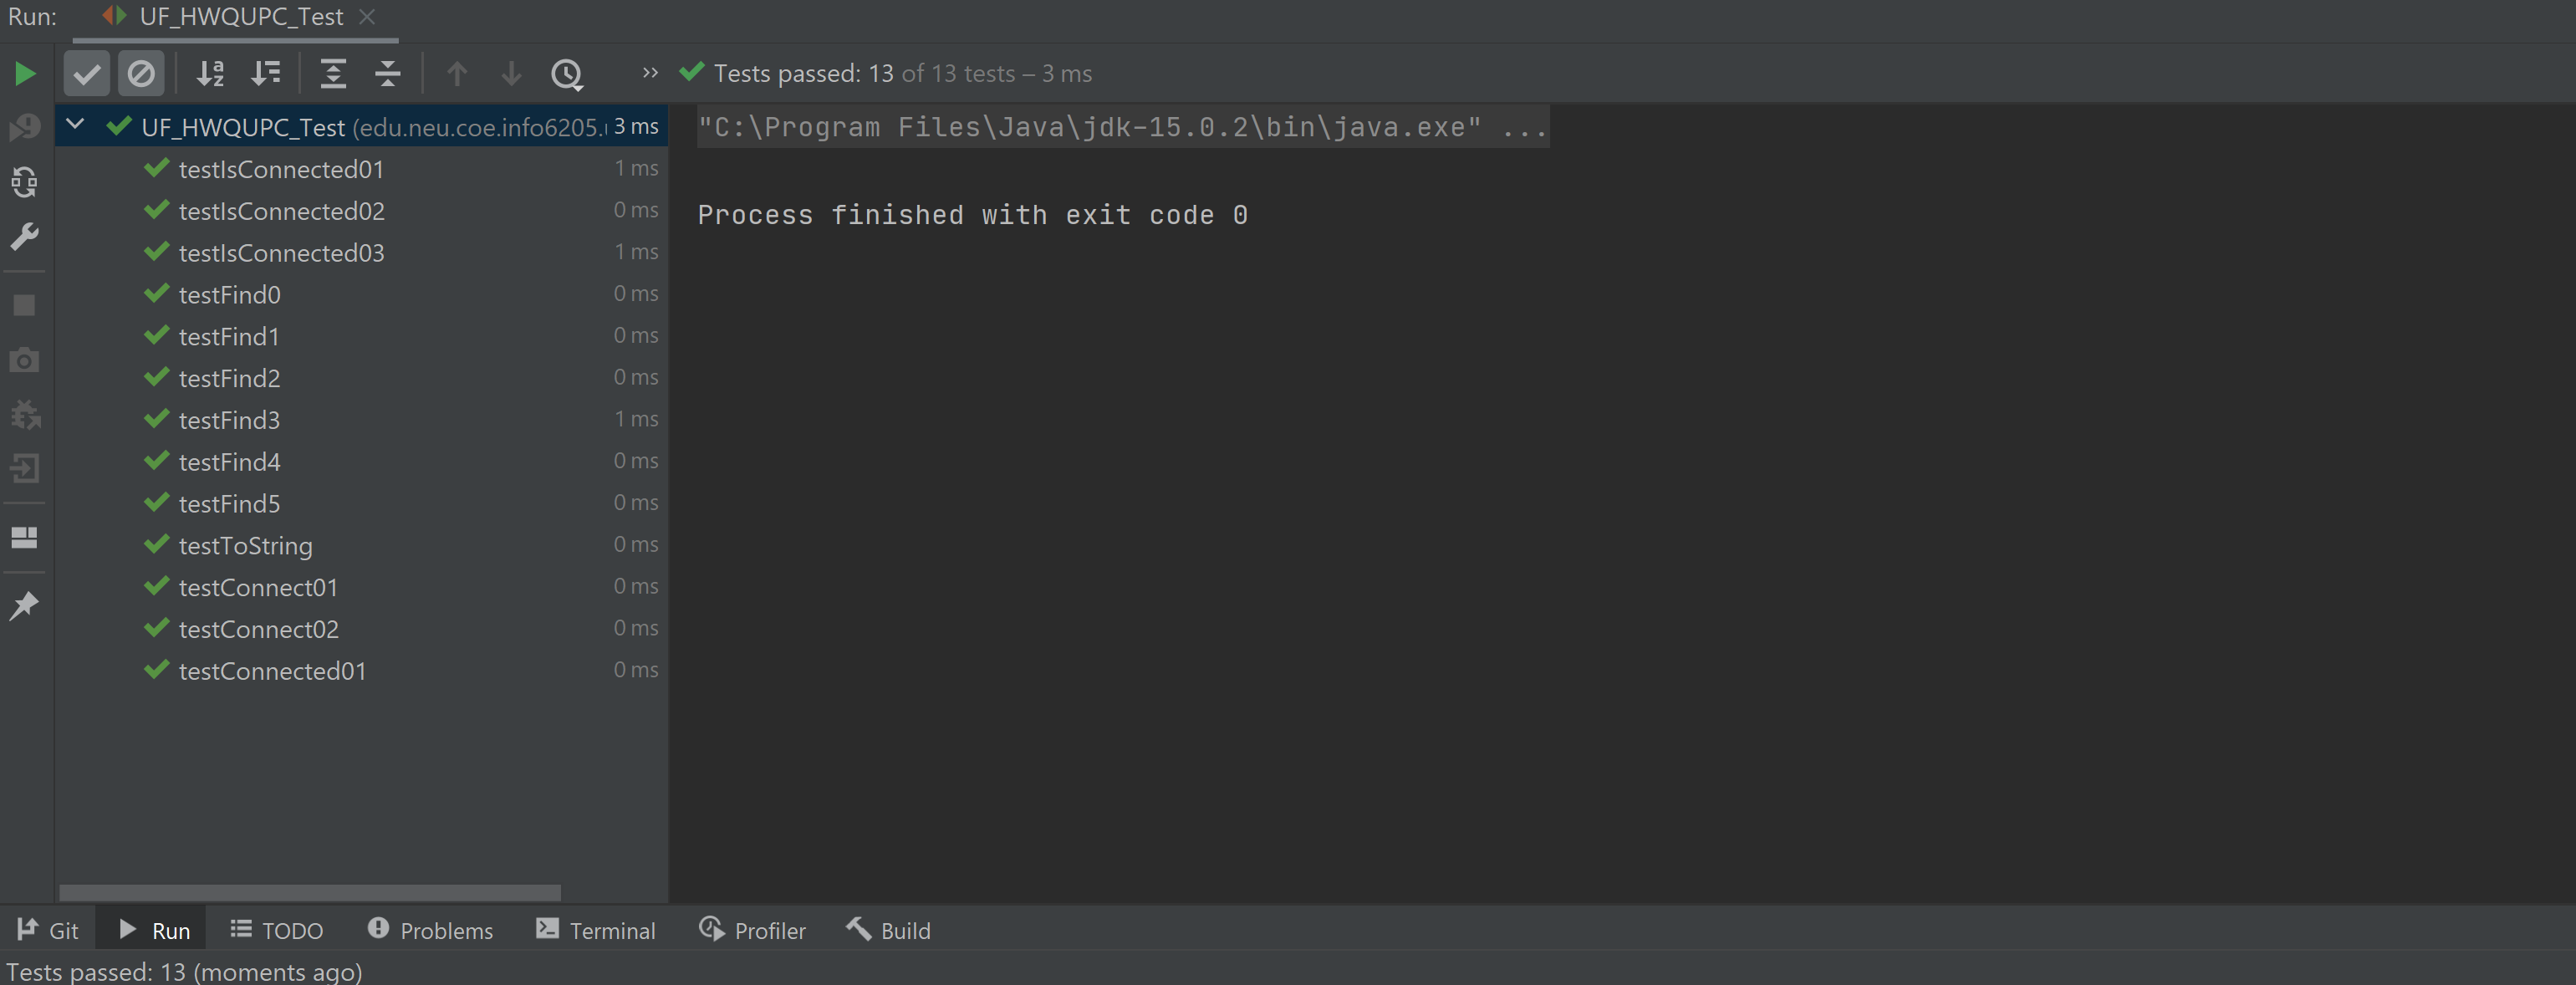 Run: UF_HWQUPC_Test
Tests passed: 13 of 13 tests – 3 ms
UF_HWQUPC_Test (edu.neu.coe.info6205. 3 ms
testIsConnected01 1 ms
testIsConnected02 0 ms
testIsConnected03 1 ms
testFind0 0 ms
testFind1 0 ms
testFind2 0 ms
testFind3 1 ms
testFind4 0 ms
testFind5 0 ms
testToString 0 ms
testConnect01 0 ms
testConnect02 0 ms
testConnected01 0 ms
"C:\Program Files\Java\jdk-15.0.2\bin\java.exe" ...
Process finished with exit code 0
Git Run TODO Problems Terminal Profiler Build
Tests passed: 13 (moments ago)